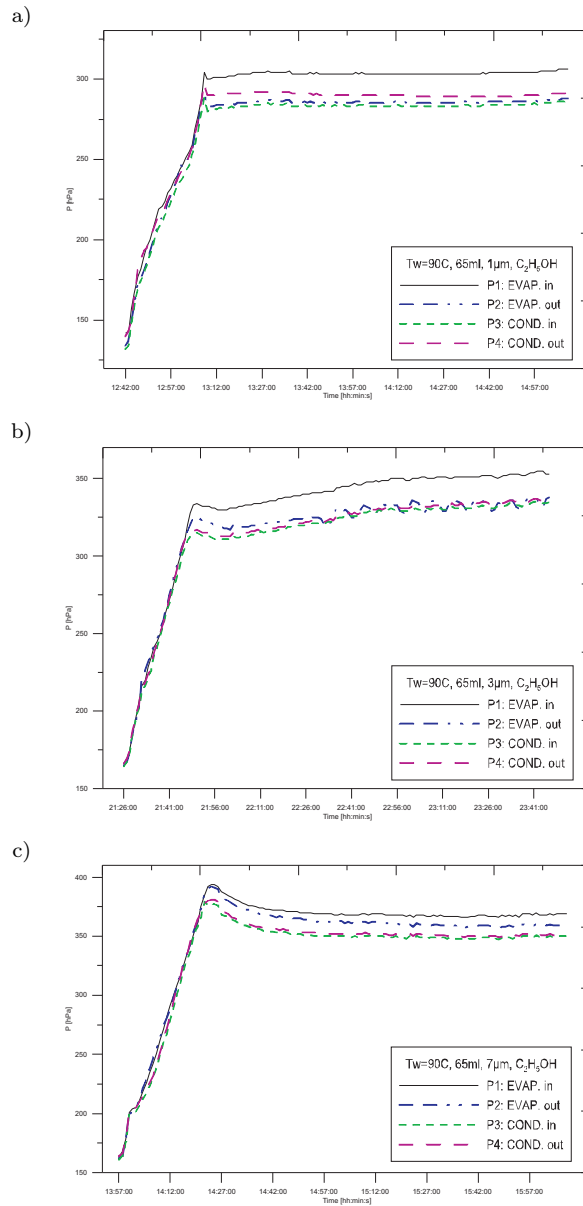 a)
300
250
200
150
P [hPa]
Tw=90C, 65ml, 1µm, C₂H₅OH
P1: EVAP. in
P2: EVAP. out
P3: COND. in
P4: COND. out
12:42:00 12:57:00 13:12:00 13:27:00 13:42:00 13:57:00 14:12:00 14:27:00 14:42:00 14:57:00
Time [hh:min:s]
b)
350
300
250
200
150
P [hPa]
Tw=90C, 65ml, 3µm, C₂H₅OH
P1: EVAP. in
P2: EVAP. out
P3: COND. in
P4: COND. out
21:26:00 21:41:00 21:56:00 22:11:00 22:26:00 22:41:00 22:56:00 23:11:00 23:26:00 23:41:00
Time [hh:min:s]
c)
400
350
300
250
200
150
P [hPa]
Tw=90C, 65ml, 7µm, C₂H₅OH
P1: EVAP. in
P2: EVAP. out
P3: COND. in
P4: COND. out
13:57:00 14:12:00 14:27:00 14:42:00 14:57:00 15:12:00 15:27:00 15:42:00 15:57:00
Time [hh:min:s]